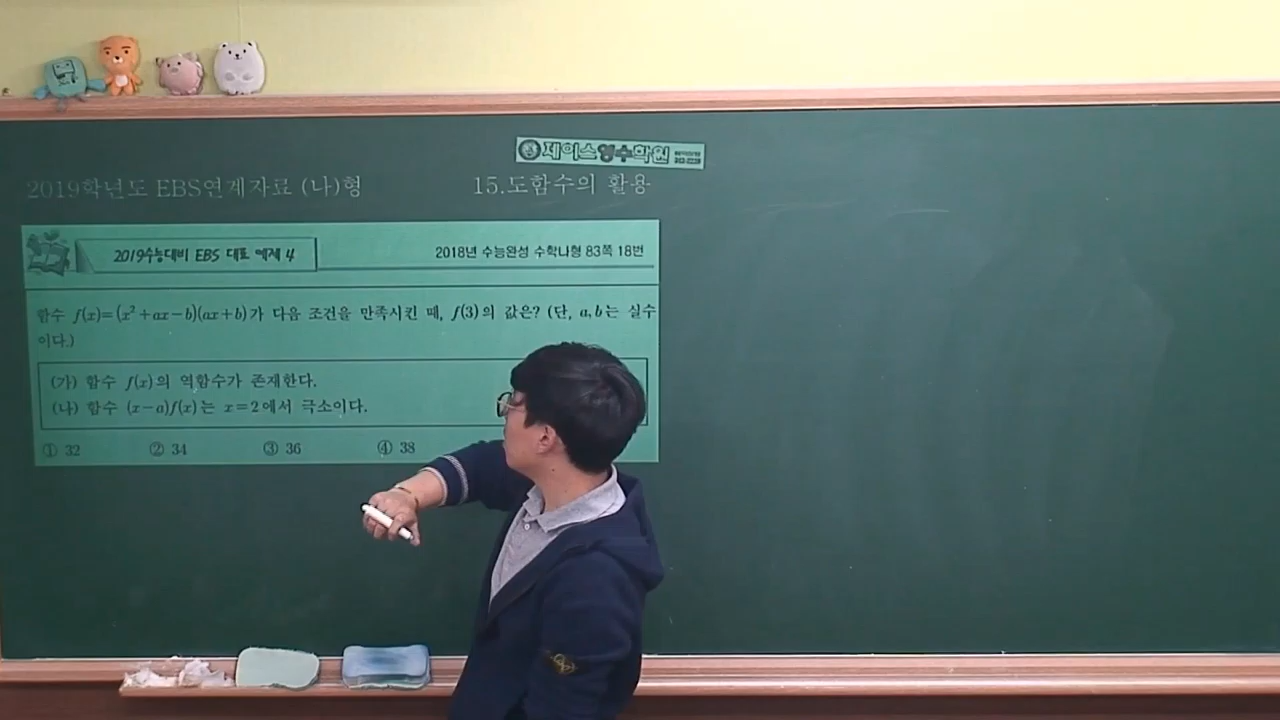 제이스영수학원
2019학년도 EBS연계자료 (나)형
15.도함수의 활용
2019수능대비 EBS 대표 예제 4
2018년 수능완성 수학나형 83쪽 18번
함수 f(x)=(x²+ax-b)(ax+b)가 다음 조건을 만족시킨 때, f(3)의 값은? (단, a, b는 실수
이다.)
(가) 함수 f(x)의 역함수가 존재한다.
(나) 함수 (x-a)f(x)는 x=2에서 극소이다.
① 32 ② 34 ③ 36 ④ 38